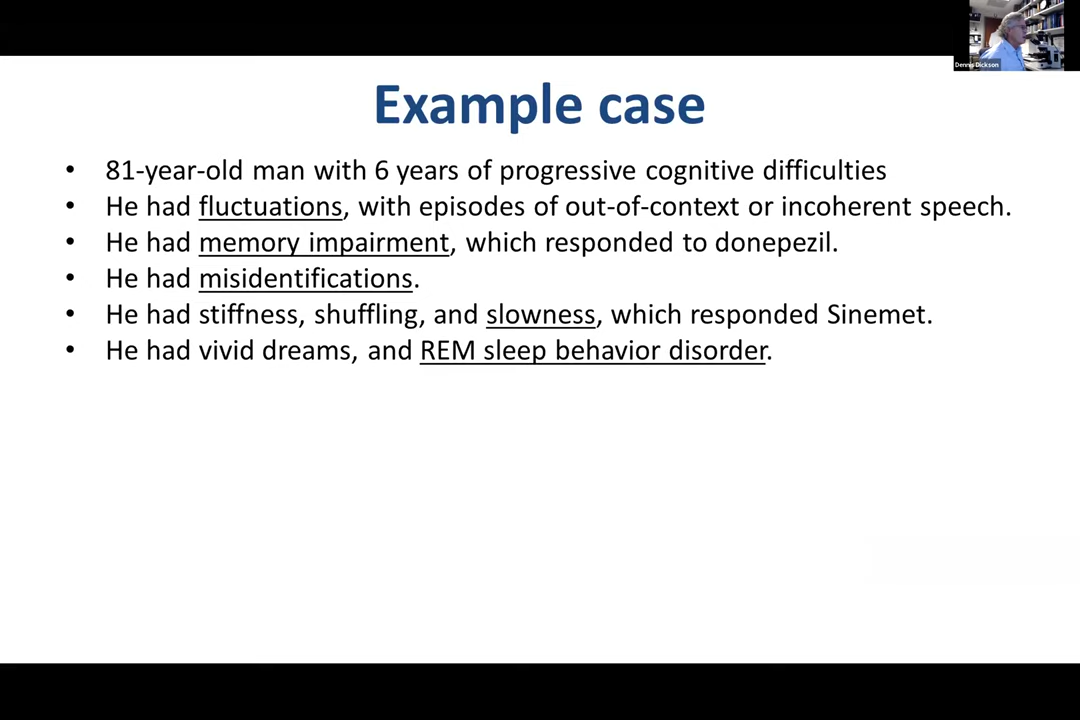 Dennis Dickson
Example case
• 81-year-old man with 6 years of progressive cognitive difficulties
• He had fluctuations, with episodes of out-of-context or incoherent speech.
• He had memory impairment, which responded to donepezil.
• He had misidentifications.
• He had stiffness, shuffling, and slowness, which responded Sinemet.
• He had vivid dreams, and REM sleep behavior disorder.